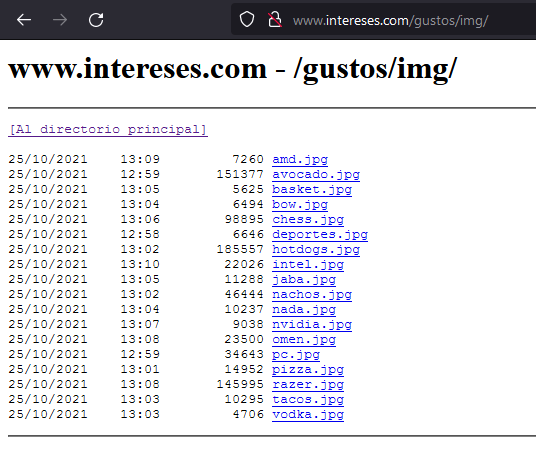 www.intereses.com/gustos/img/
www.intereses.com - /gustos/img/
[Al directorio principal]
25/10/2021 13:09 7260 amd.jpg
25/10/2021 12:59 151377 avocado.jpg
25/10/2021 13:05 5625 basket.jpg
25/10/2021 13:04 6494 bow.jpg
25/10/2021 13:06 98895 chess.jpg
25/10/2021 12:58 6646 deportes.jpg
25/10/2021 13:02 185557 hotdogs.jpg
25/10/2021 13:10 22026 intel.jpg
25/10/2021 13:05 11288 jaba.jpg
25/10/2021 13:02 46444 nachos.jpg
25/10/2021 13:04 10237 nada.jpg
25/10/2021 13:07 9038 nvidia.jpg
25/10/2021 13:08 23500 omen.jpg
25/10/2021 12:59 34643 pc.jpg
25/10/2021 13:01 14952 pizza.jpg
25/10/2021 13:08 145995 razer.jpg
25/10/2021 13:03 10295 tacos.jpg
25/10/2021 13:03 4706 vodka.jpg